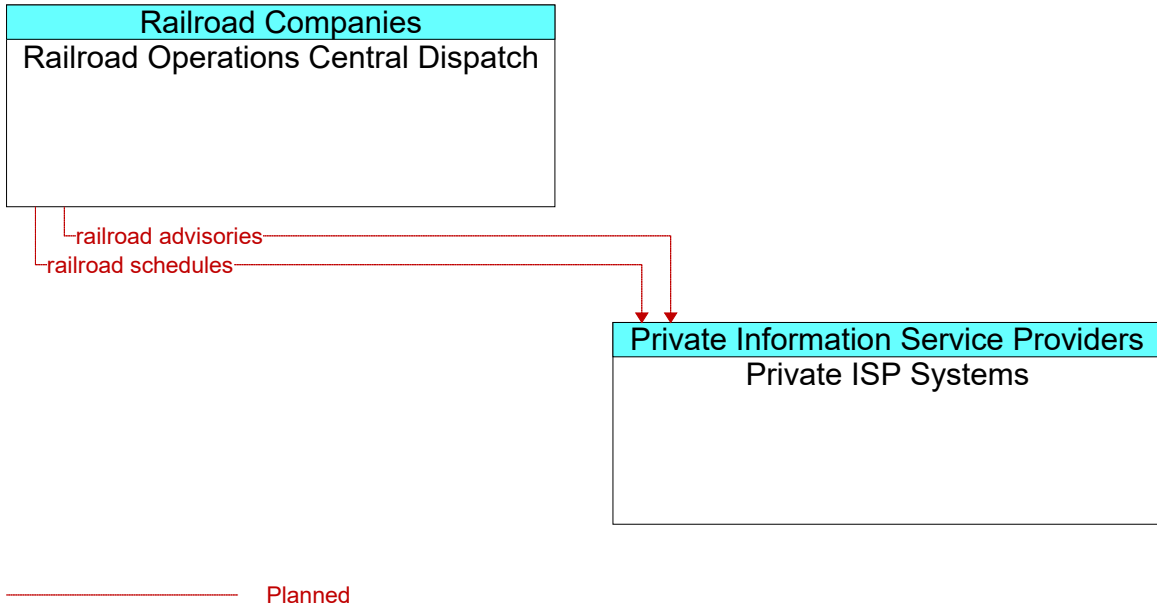 Railroad Companies
Railroad Operations Central Dispatch
railroad advisories
railroad schedules
Private Information Service Providers
Private ISP Systems
Planned